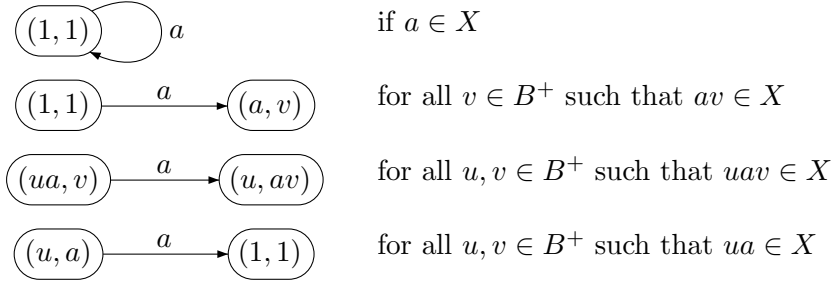 (1, 1) a if a ∈ X
(1, 1) a (a, v) for all v ∈ B⁺ such that av ∈ X
(ua, v) a (u, av) for all u, v ∈ B⁺ such that uav ∈ X
(u, a) a (1, 1) for all u, v ∈ B⁺ such that ua ∈ X